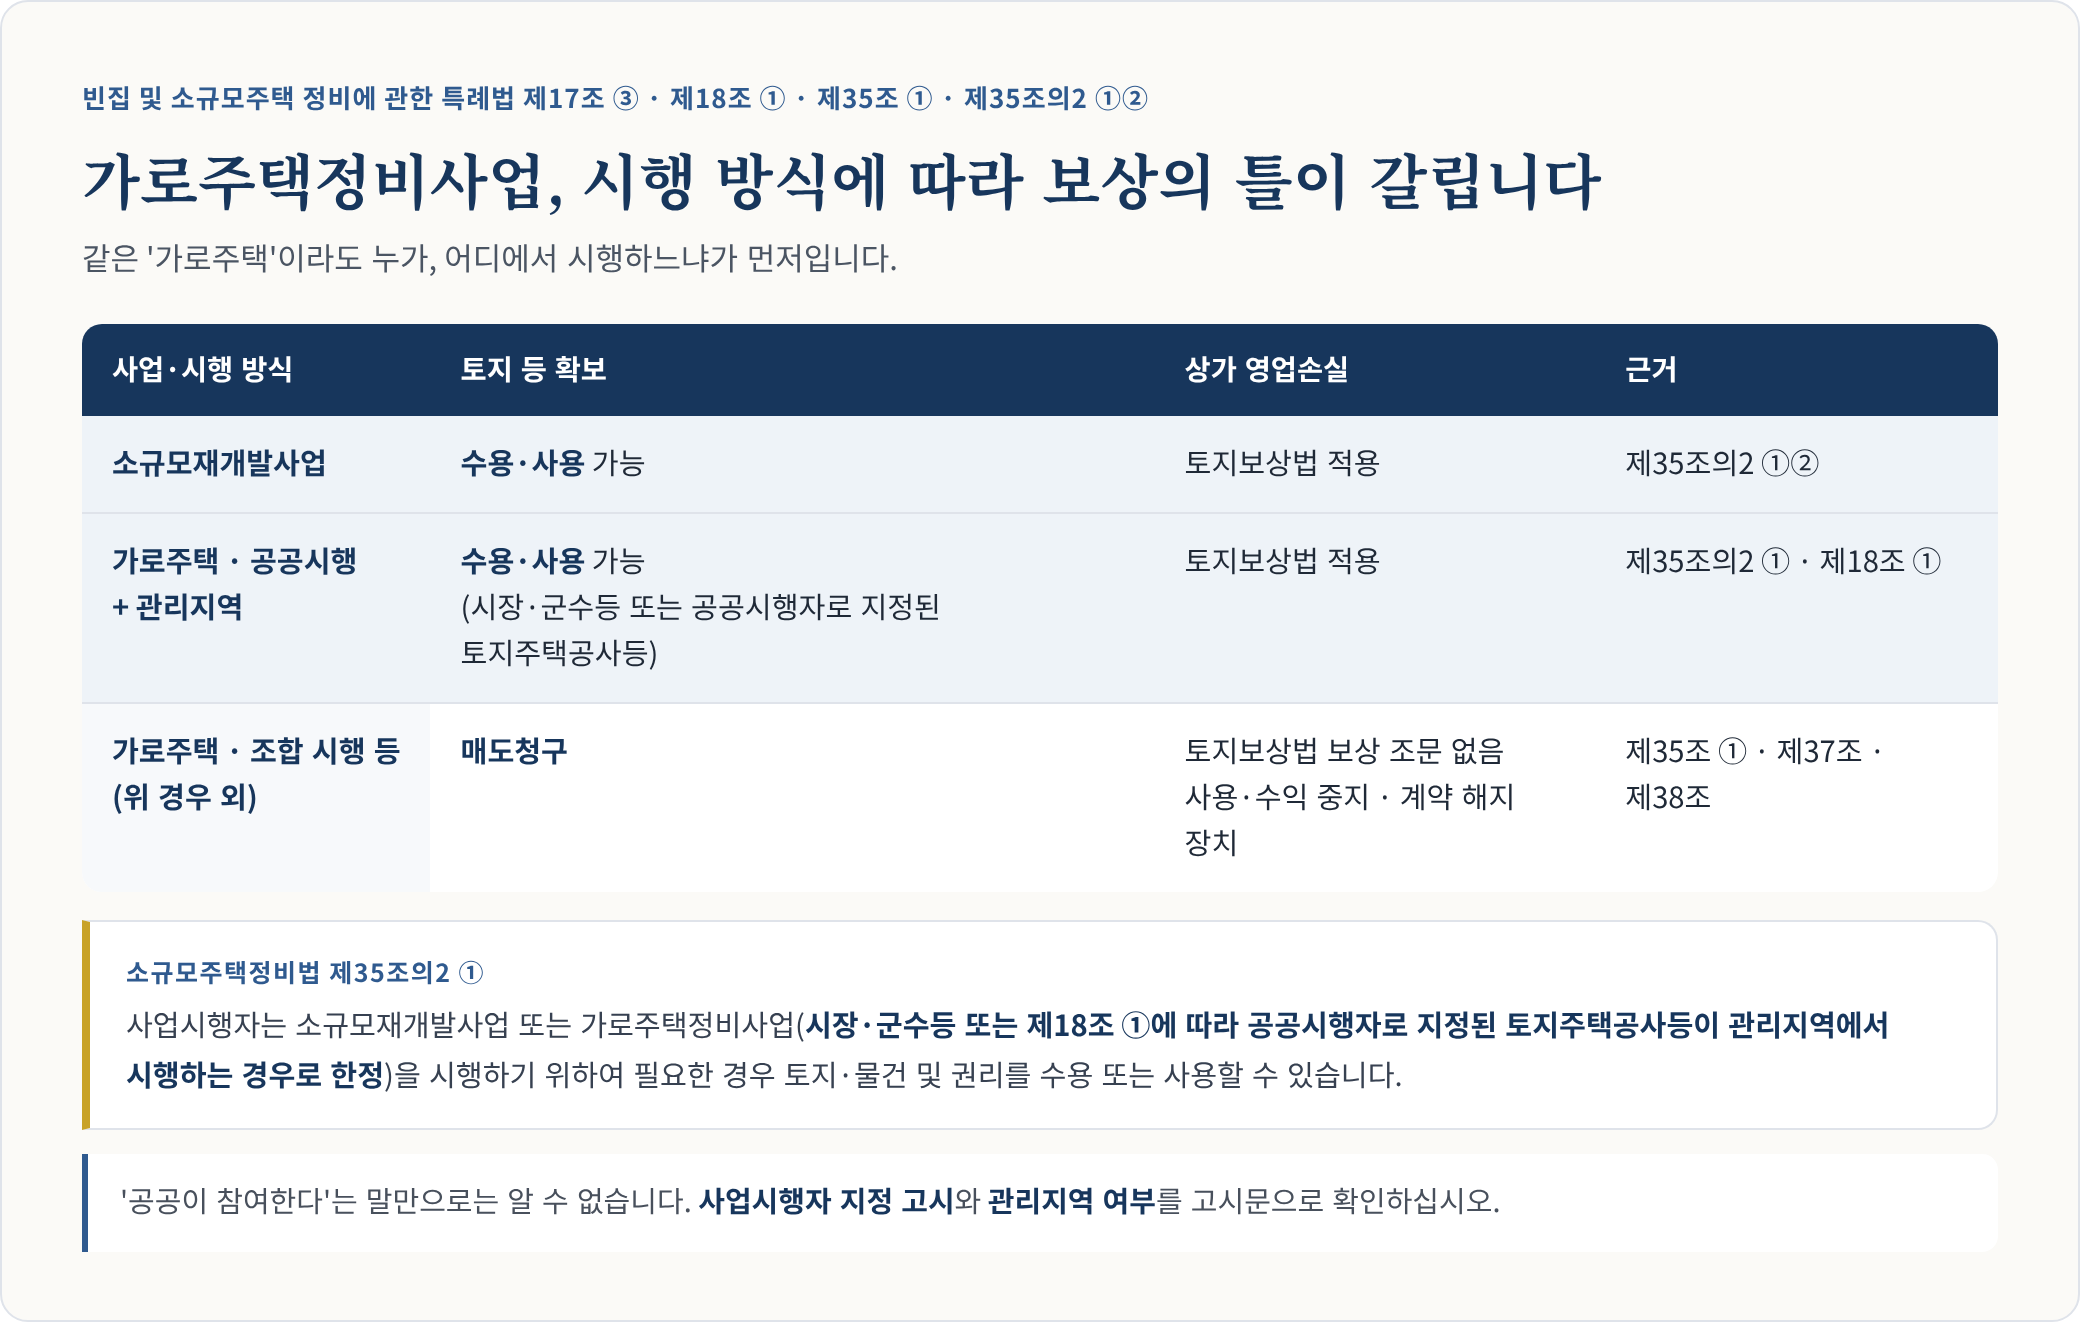 빈집 및 소규모주택 정비에 관한 특례법 제17조 ③ · 제18조 ① · 제35조 ① · 제35조의2 ①②
가로주택정비사업, 시행 방식에 따라 보상의 틀이 갈립니다
같은 '가로주택'이라도 누가, 어디에서 시행하느냐가 먼저입니다.
사업·시행 방식 토지 등 확보 상가 영업손실 근거
소규모재개발사업 수용·사용 가능 토지보상법 적용 제35조의2 ①②
가로주택 · 공공시행 수용·사용 가능 토지보상법 적용 제35조의2 ① · 제18조 ①
+ 관리지역 (시장·군수등 또는 공공시행자로 지정된
토지주택공사등)
가로주택 · 조합 시행 등 매도청구 토지보상법 보상 조문 없음 제35조 ① · 제37조 ·
(위 경우 외) 사용·수익 중지 · 계약 해지 제38조
장치
소규모주택정비법 제35조의2 ①
사업시행자는 소규모재개발사업 또는 가로주택정비사업(시장·군수등 또는 제18조 ①에 따라 공공시행자로 지정된 토지주택공사등이 관리지역에서
시행하는 경우로 한정)을 시행하기 위하여 필요한 경우 토지·물건 및 권리를 수용 또는 사용할 수 있습니다.
'공공이 참여한다'는 말만으로는 알 수 없습니다. 사업시행자 지정 고시와 관리지역 여부를 고시문으로 확인하십시오.